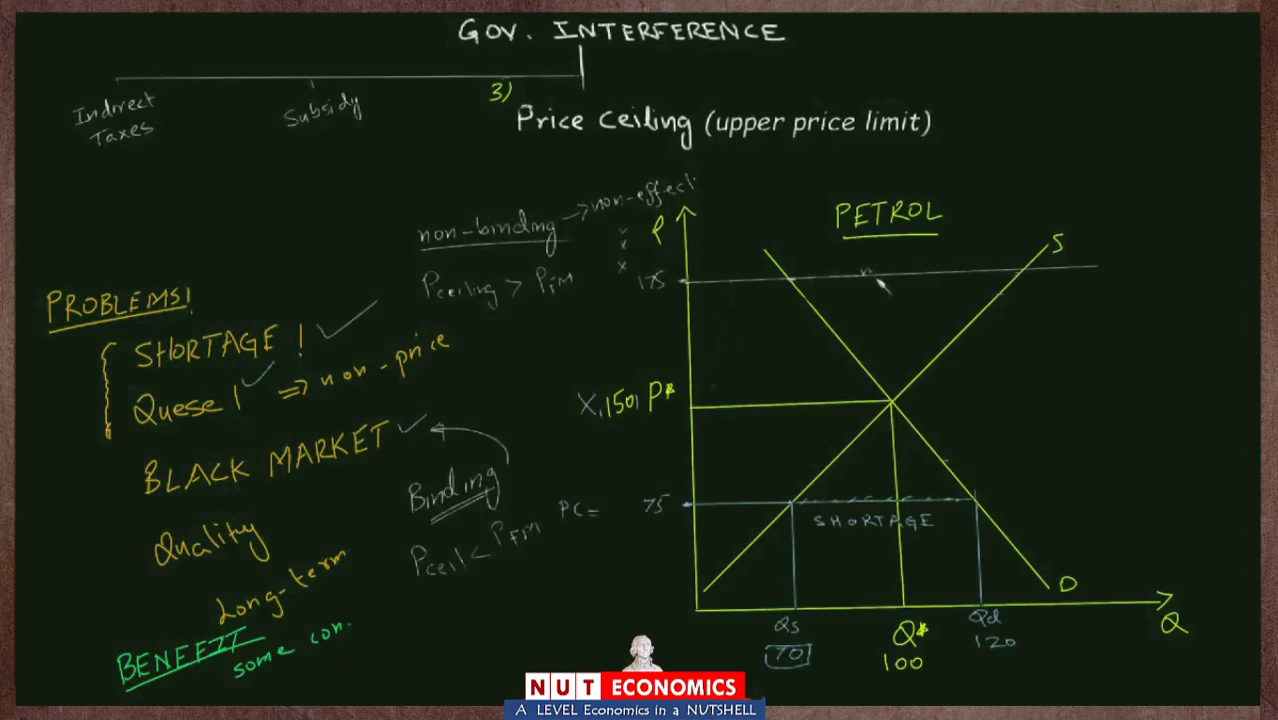 GOV. INTERFERENCE
Indirect Taxes
Subsidy
3)
Price Ceiling (upper price limit)
non-binding → non-effect
x
x
Pceiling > PFM
PROBLEMS!
SHORTAGE !
Quese ! ⇒ non-price
BLACK MARKET
Quality
Long-term
BENEFIT
some con.
Binding
Pceil < PFM
PETROL
P
S
175
X 150, P*
PC = 75
SHORTAGE
D
Q
Qs
70
Q*
100
Qd
120
NUT ECONOMICS
A LEVEL Economics in a NUTSHELL